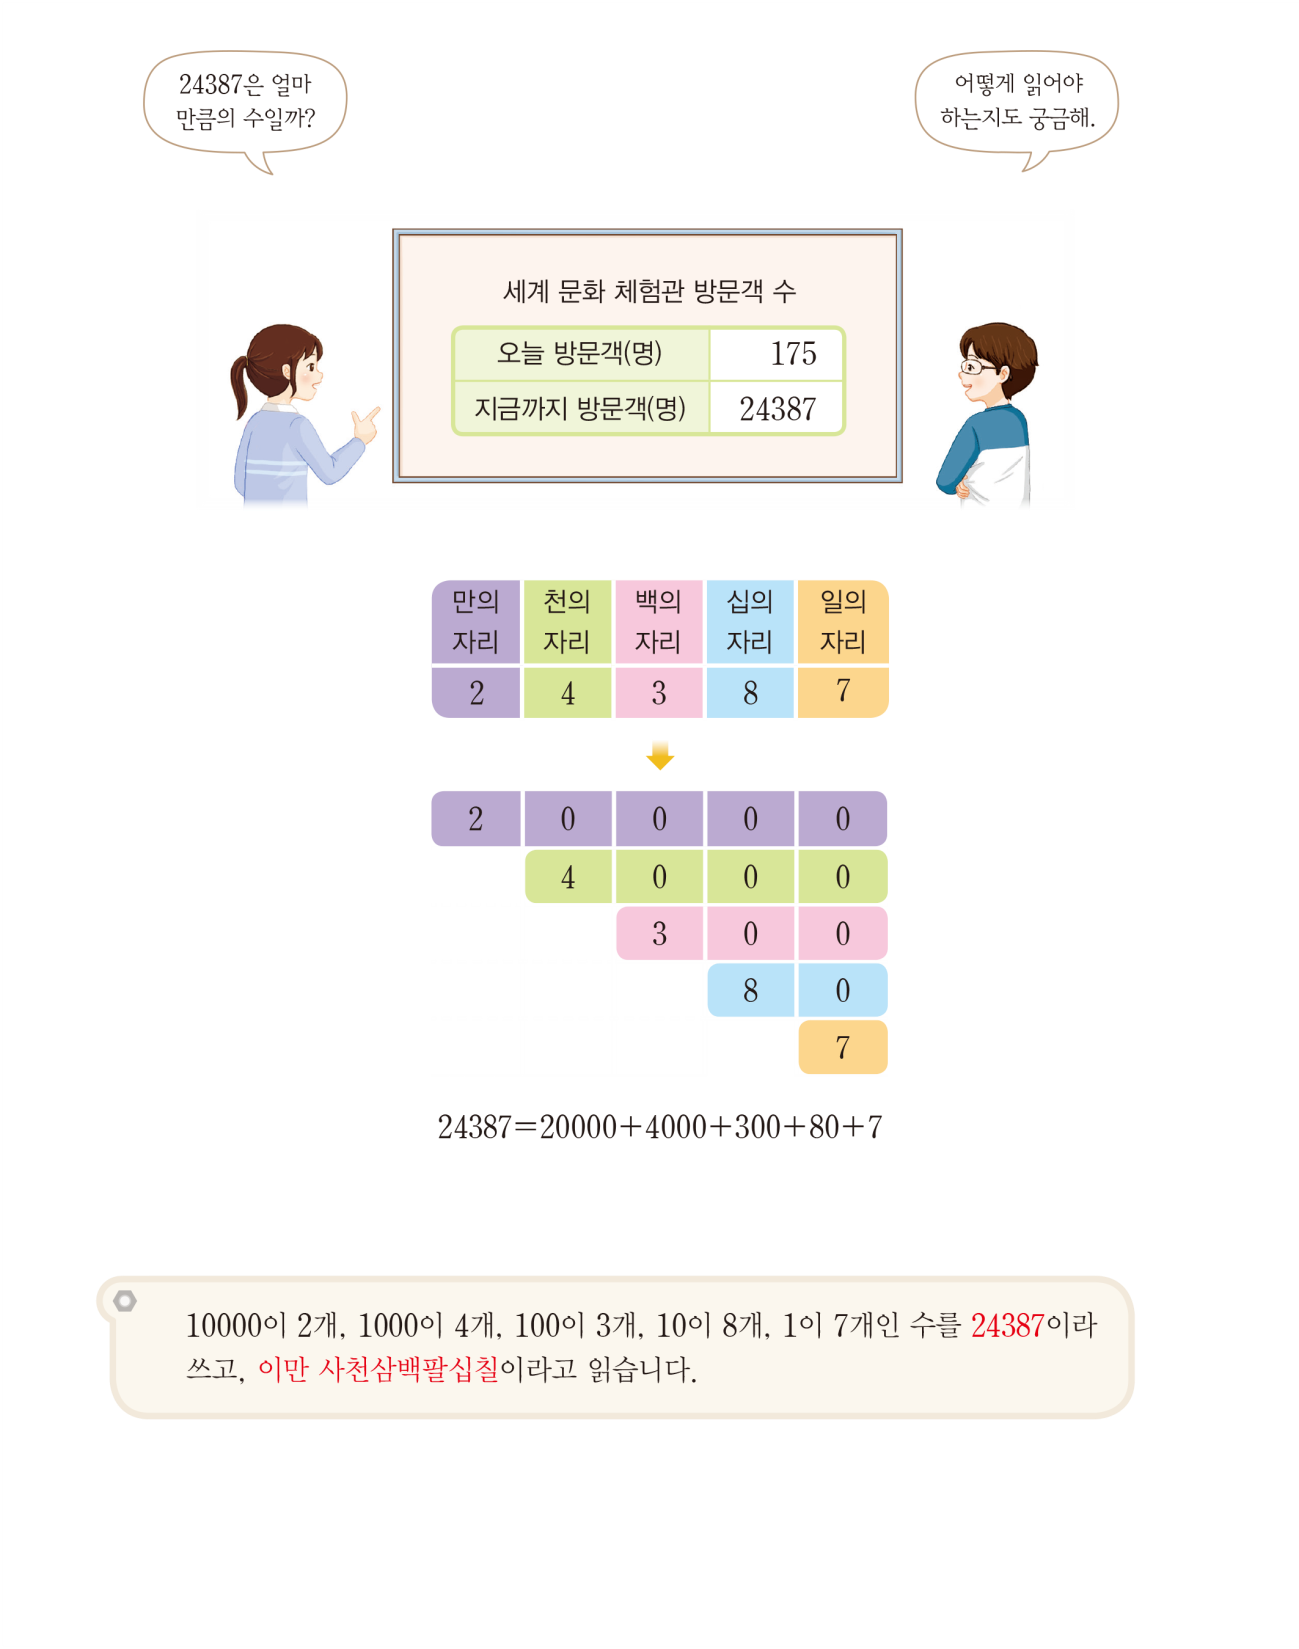 24387은 얼마
만큼의 수일까?
어떻게 읽어야
하는지도 궁금해.
세계 문화 체험관 방문객 수
오늘 방문객(명) 175
지금까지 방문객(명) 24387
만의 천의 백의 십의 일의
자리 자리 자리 자리 자리
2 4 3 8 7
2 0 0 0 0
4 0 0 0
3 0 0
8 0
7
24387=20000+4000+300+80+7
10000이 2개, 1000이 4개, 100이 3개, 10이 8개, 1이 7개인 수를 24387이라
쓰고, 이만 사천삼백팔십칠이라고 읽습니다.